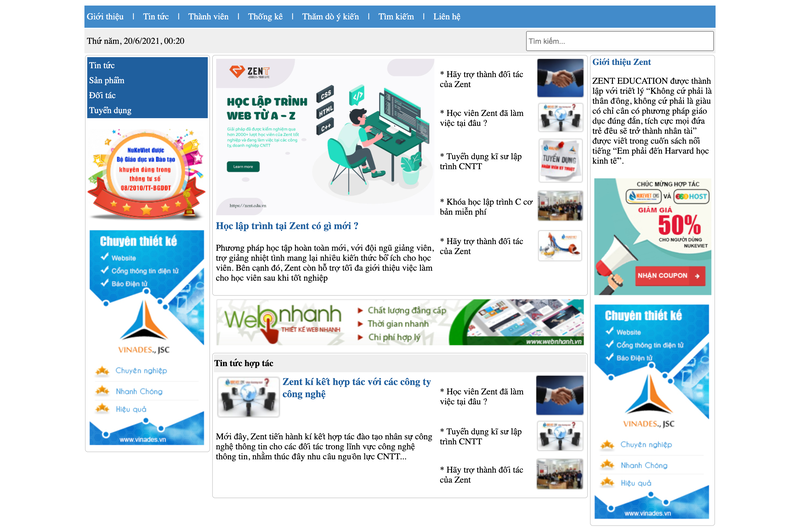 Giới thiệu | Tin tức | Thành viên | Thống kê | Thăm dò ý kiến | Tìm kiếm | Liên hệ
Thứ năm, 20/6/2021, 00:20
Tìm kiếm...
Tin tức
Sản phẩm
Đối tác
Tuyển dụng
NuKeViet được
Bộ Giáo dục và Đào tạo
khuyên dùng trong
thông tư số
08/2010/TT-BGDĐT
Chuyên thiết kế
Website
Cổng thông tin điện tử
Báo Điện tử
VINADES., JSC
Chuyên nghiệp
Nhanh Chóng
Hiệu quả
www.vinades.vn
ZENT
HỌC LẬP TRÌNH
WEB TỪ A - Z
Learn more
https://zent.edu.vn
CSS
HTML
C++
Học lập trình tại Zent có gì mới ?
Phương pháp học tập hoàn toàn mới, với đội ngũ giảng viên,
trợ giảng nhiệt tình mang lại nhiều kiến thức bổ ích cho học
viên. Bên cạnh đó, Zent còn hỗ trợ tối đa giới thiệu việc làm
cho học viên sau khi tốt nghiệp
* Hãy trợ thành đối tác
của Zent
* Học viên Zent đã làm
việc tại đâu ?
* Tuyển dụng kĩ sư lập
trình CNTT
TUYỂN DỤNG
* Khóa học lập trình C cơ
bản miễn phí
* Hãy trợ thành đối tác
của Zent
Webnhanh
THIẾT KẾ WEB NHANH
Chất lượng đẳng cấp
Thời gian nhanh
Chi phí hợp lý
www.webnhanh.vn
Tin tức hợp tác
Zent kí kết hợp tác với các công ty
công nghệ
Mới đây, Zent tiến hành kí kết hợp tác đào tạo nhân sự công
nghệ thông tin cho các đối tác trong lĩnh vực công nghệ
thông tin, nhằm thúc đẩy nhu cầu nguồn lực CNTT...
* Học viên Zent đã làm
việc tại đâu ?
* Tuyển dụng kĩ sư lập
trình CNTT
* Hãy trợ thành đối tác
của Zent
Giới thiệu Zent
ZENT EDUCATION được thành
lập với triết lý “Không cứ phải là
thần đồng, không cứ phải là giàu
có chỉ cần có phương pháp giáo
dục đúng đắn, tích cực mọi đứa
trẻ đều sẽ trở thành nhân tài”
được viết trong cuốn sách nổi
tiếng “Em phải đến Harvard học
kinh tế”.
CHÚC MỪNG HỢP TÁC
HOST
GIẢM GIÁ
50%
CHO NGƯỜI DÙNG
NUKEVIET
NHẬN COUPON
Chuyên thiết kế
Website
Cổng thông tin điện tử
Báo Điện tử
VINADES., JSC
Chuyên nghiệp
Nhanh Chóng
Hiệu quả
www.vinades.vn